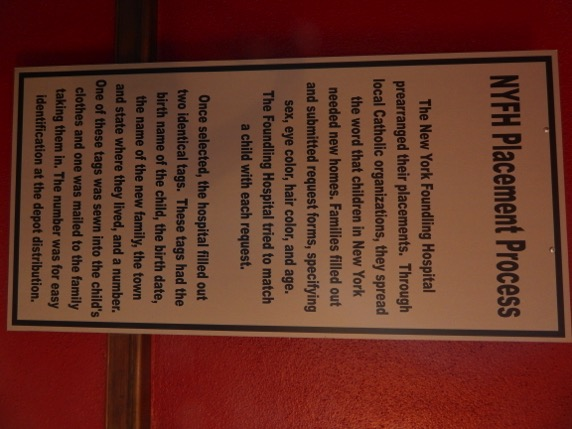 NYFH Placement Process
The New York Foundling Hospital
prearranged their placements. Through
local Catholic organizations, they spread
the word that children in New York
needed new homes. Families filled out
and submitted request forms, specifying
sex, eye color, hair color, and age.
The Foundling Hospital tried to match
a child with each request.
Once selected, the hospital filled out
two identical tags. These tags had the
birth name of the child, the birth date,
the name of the new family, the town
and state where they lived, and a number.
One of these tags was sewn into the child's
clothes and one was mailed to the family
taking them in. The number was for easy
identification at the depot distribution.